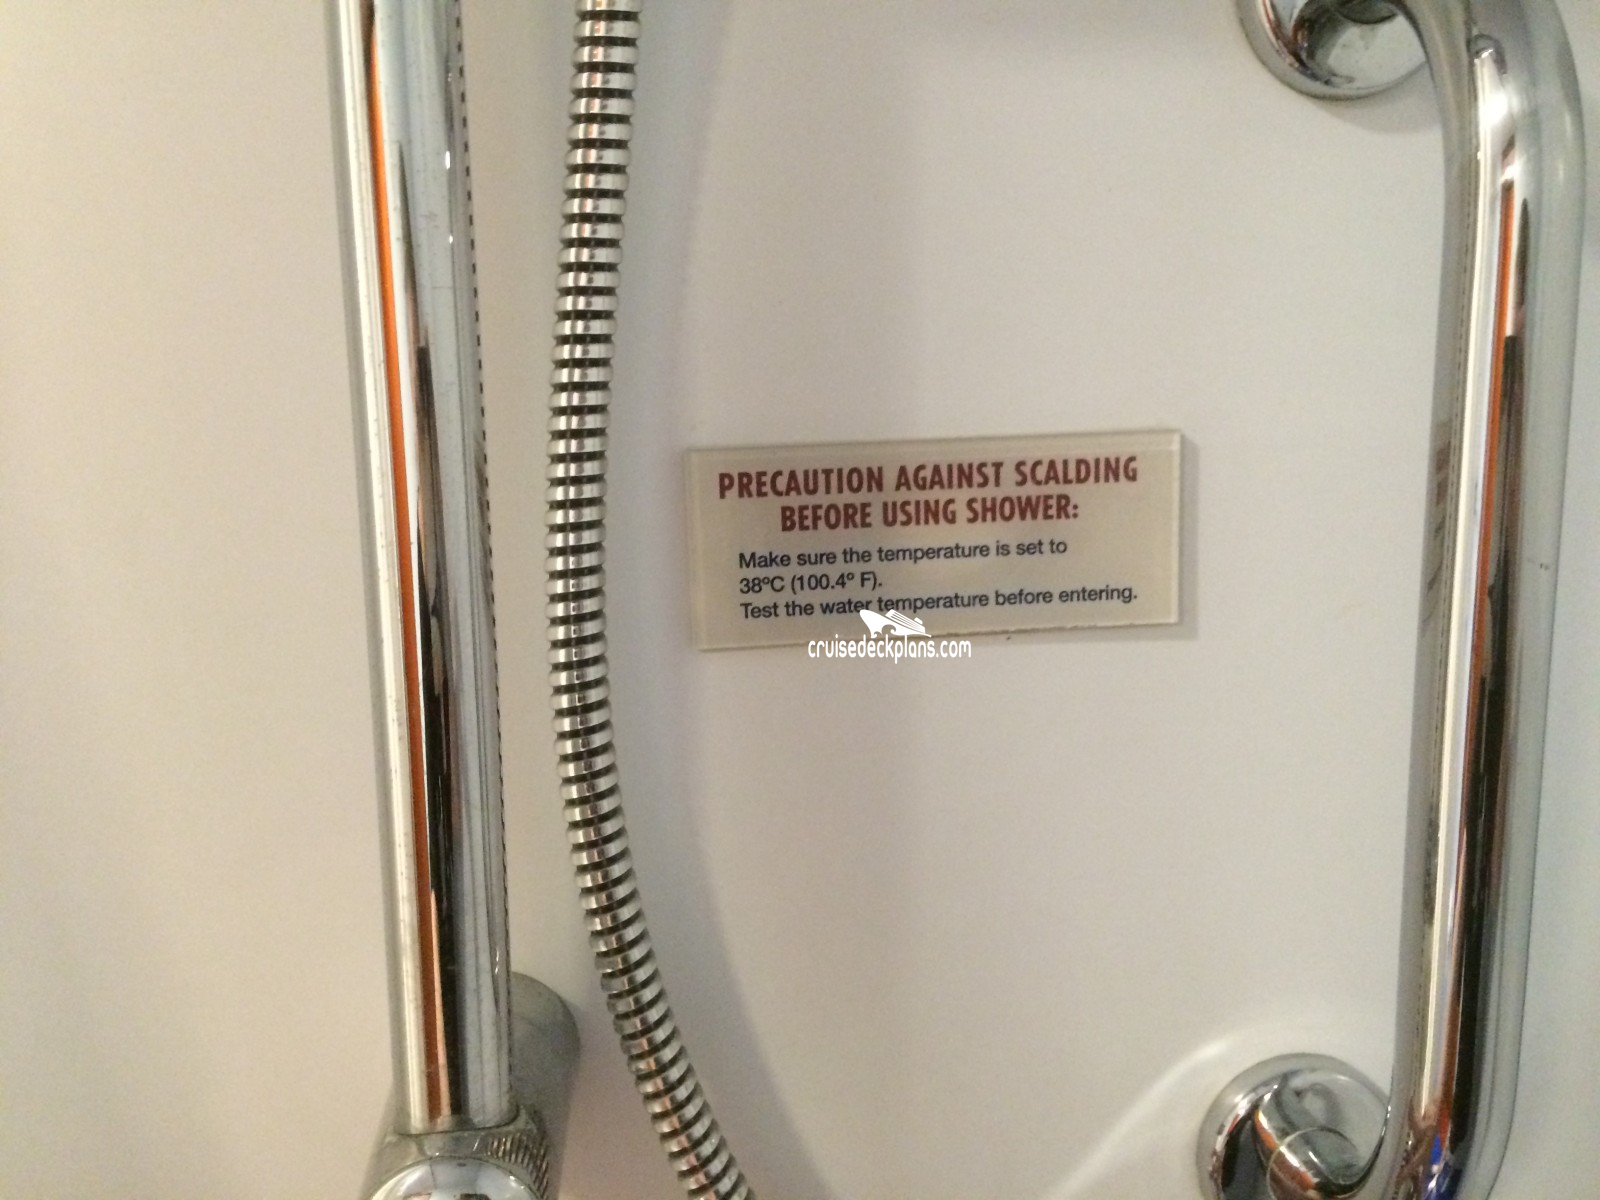 PRECAUTION AGAINST SCALDING
BEFORE USING SHOWER:
Make sure the temperature is set to
38ºC (100.4º F).
Test the water temperature before entering.
cruisedeckplans.com